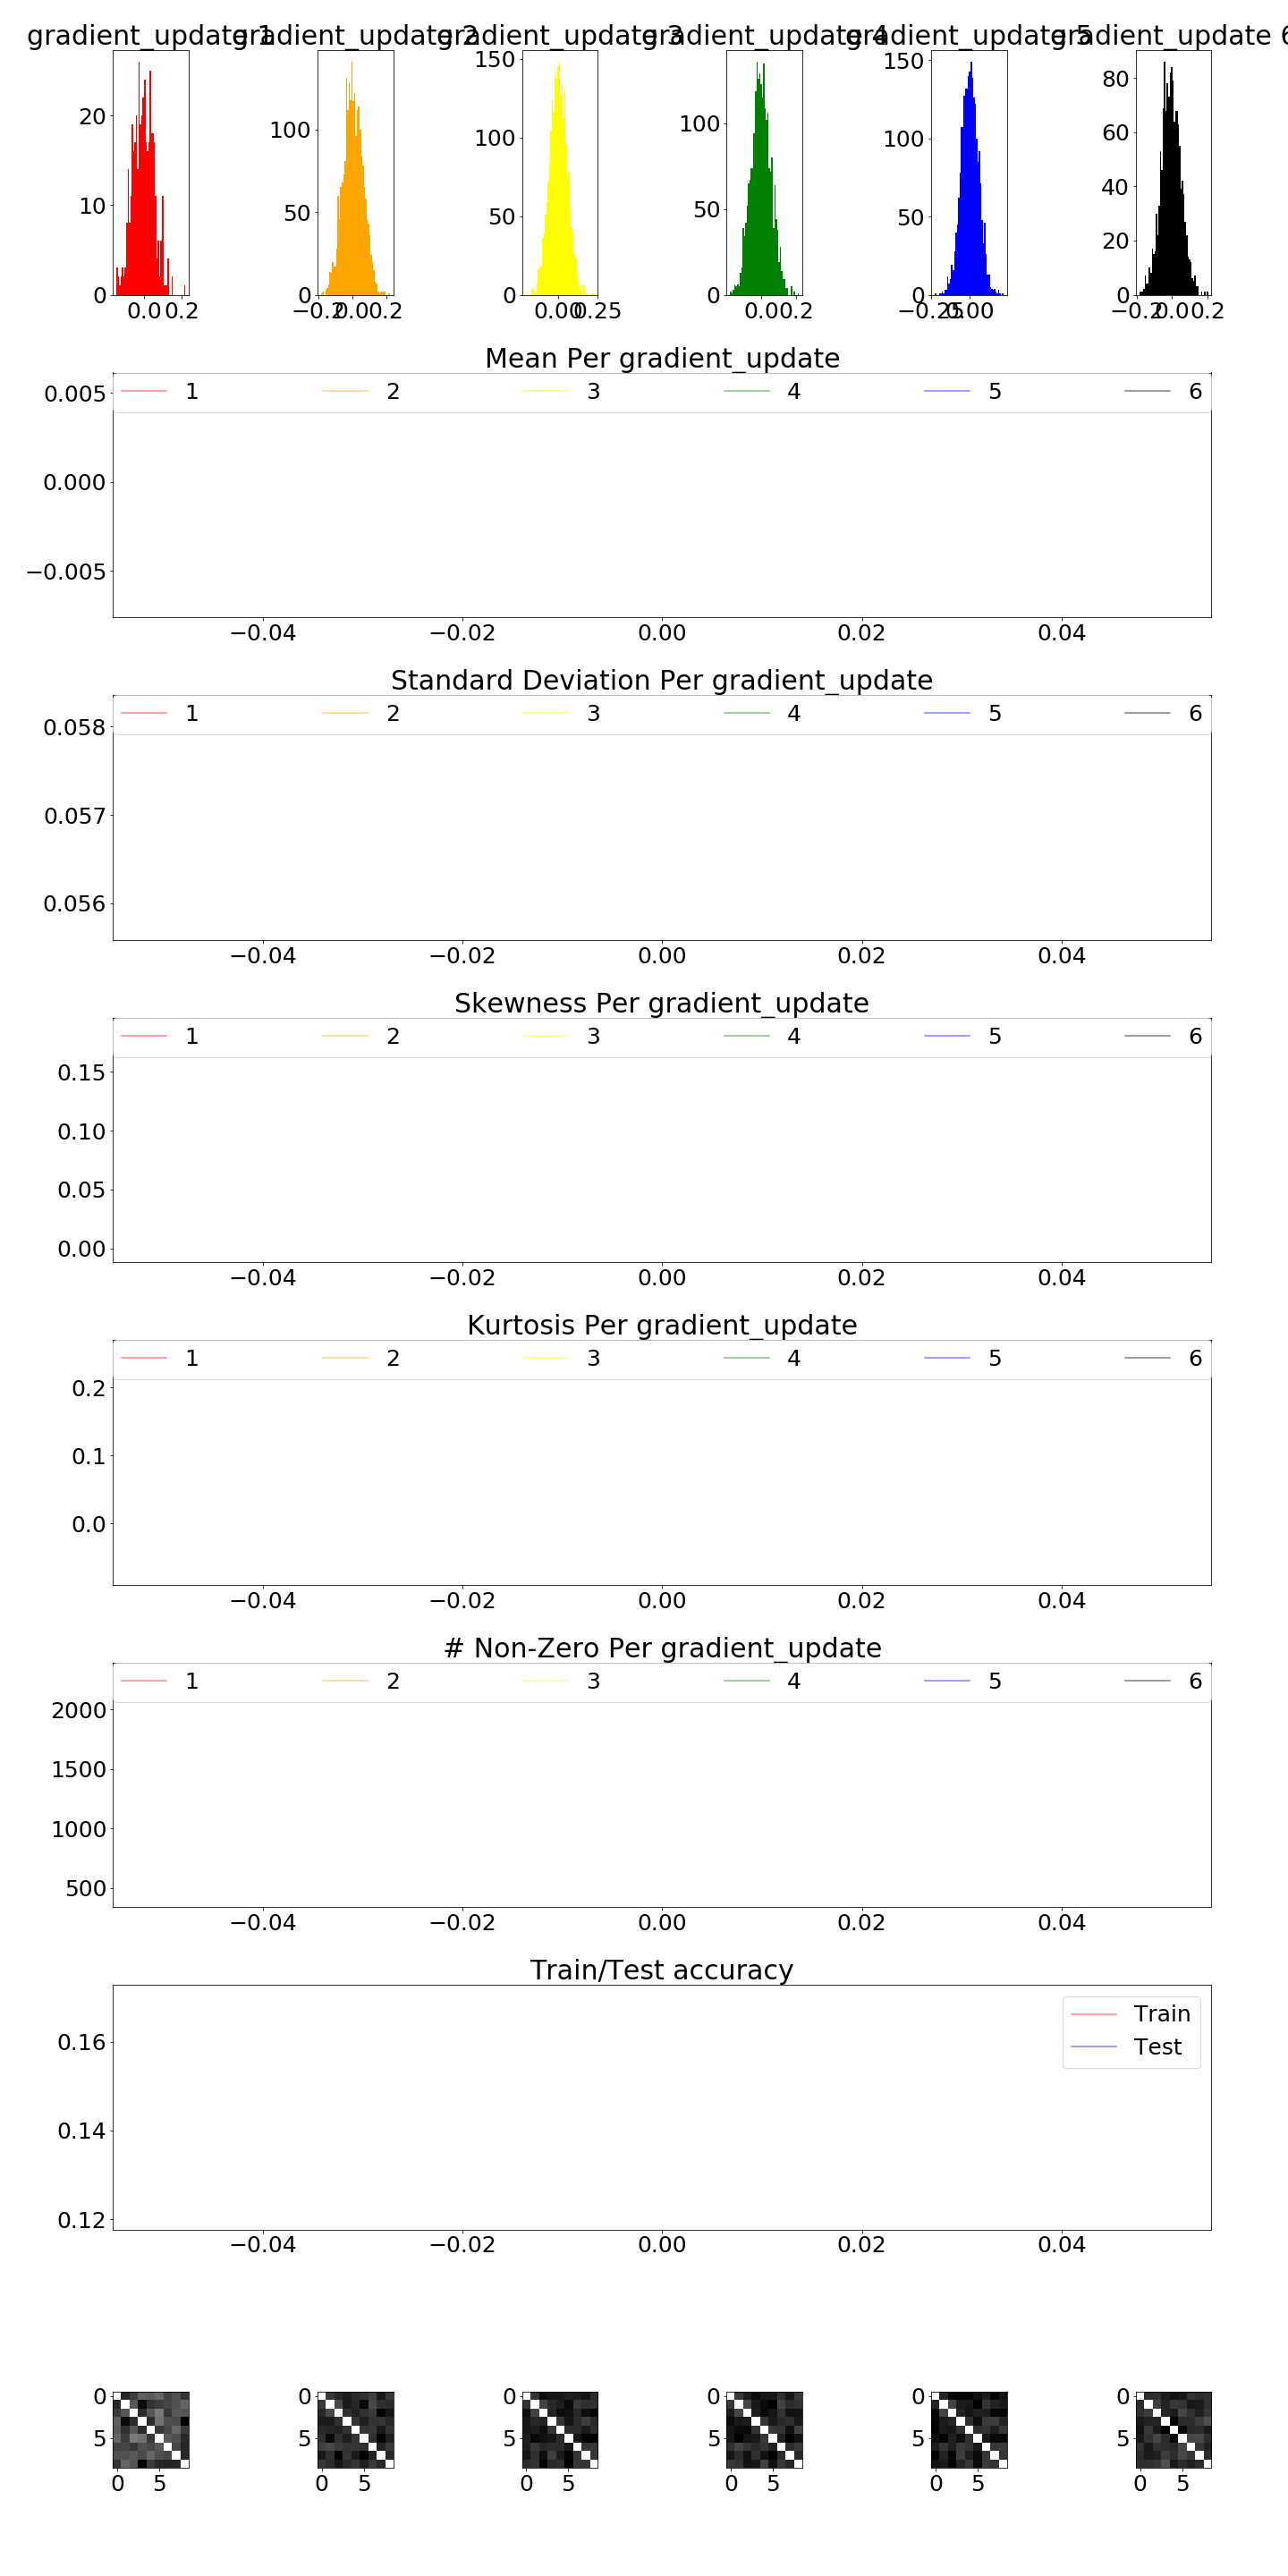 gradient_update 1 gradient_update 2 gradient_update 3 gradient_update 4 gradient_update 5 gradient_update 6
20
10
0
0.0 0.2
100
50
0
−0.2 0.0 0.2
150
100
50
0
0.00 0.25
100
50
0
0.0 0.2
150
100
50
0
−0.25 0.00
80
60
40
20
0
−0.2 0.0 0.2
Mean Per gradient_update
1 2 3 4 5 6
0.005
0.000
−0.005
−0.04 −0.02 0.00 0.02 0.04
Standard Deviation Per gradient_update
1 2 3 4 5 6
0.058
0.057
0.056
−0.04 −0.02 0.00 0.02 0.04
Skewness Per gradient_update
1 2 3 4 5 6
0.15
0.10
0.05
0.00
−0.04 −0.02 0.00 0.02 0.04
Kurtosis Per gradient_update
1 2 3 4 5 6
0.2
0.1
0.0
−0.04 −0.02 0.00 0.02 0.04
# Non-Zero Per gradient_update
1 2 3 4 5 6
2000
1500
1000
500
−0.04 −0.02 0.00 0.02 0.04
Train/Test accuracy
Train
Test
0.16
0.14
0.12
−0.04 −0.02 0.00 0.02 0.04
0 0 0 0 0 0
5 5 5 5 5 5
0 5 0 5 0 5 0 5 0 5 0 5